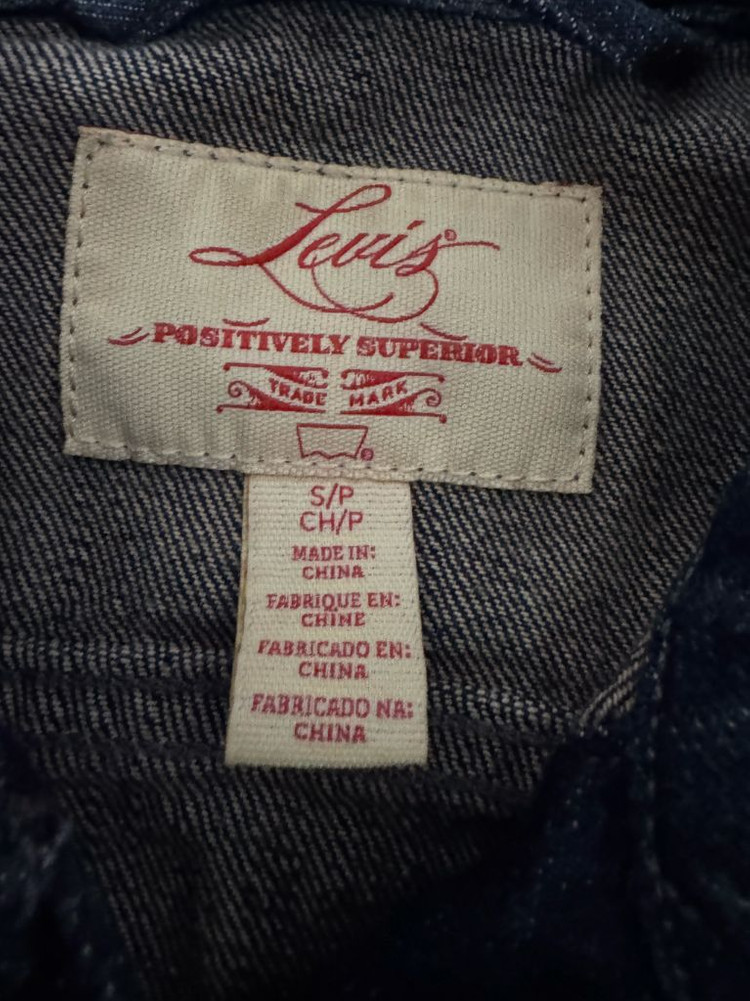 Levi's®
POSITIVELY SUPERIOR
TRADE MARK
®
S/P
CH/P
MADE IN:
CHINA
FABRIQUE EN:
CHINE
FABRICADO EN:
CHINA
FABRICADO NA:
CHINA